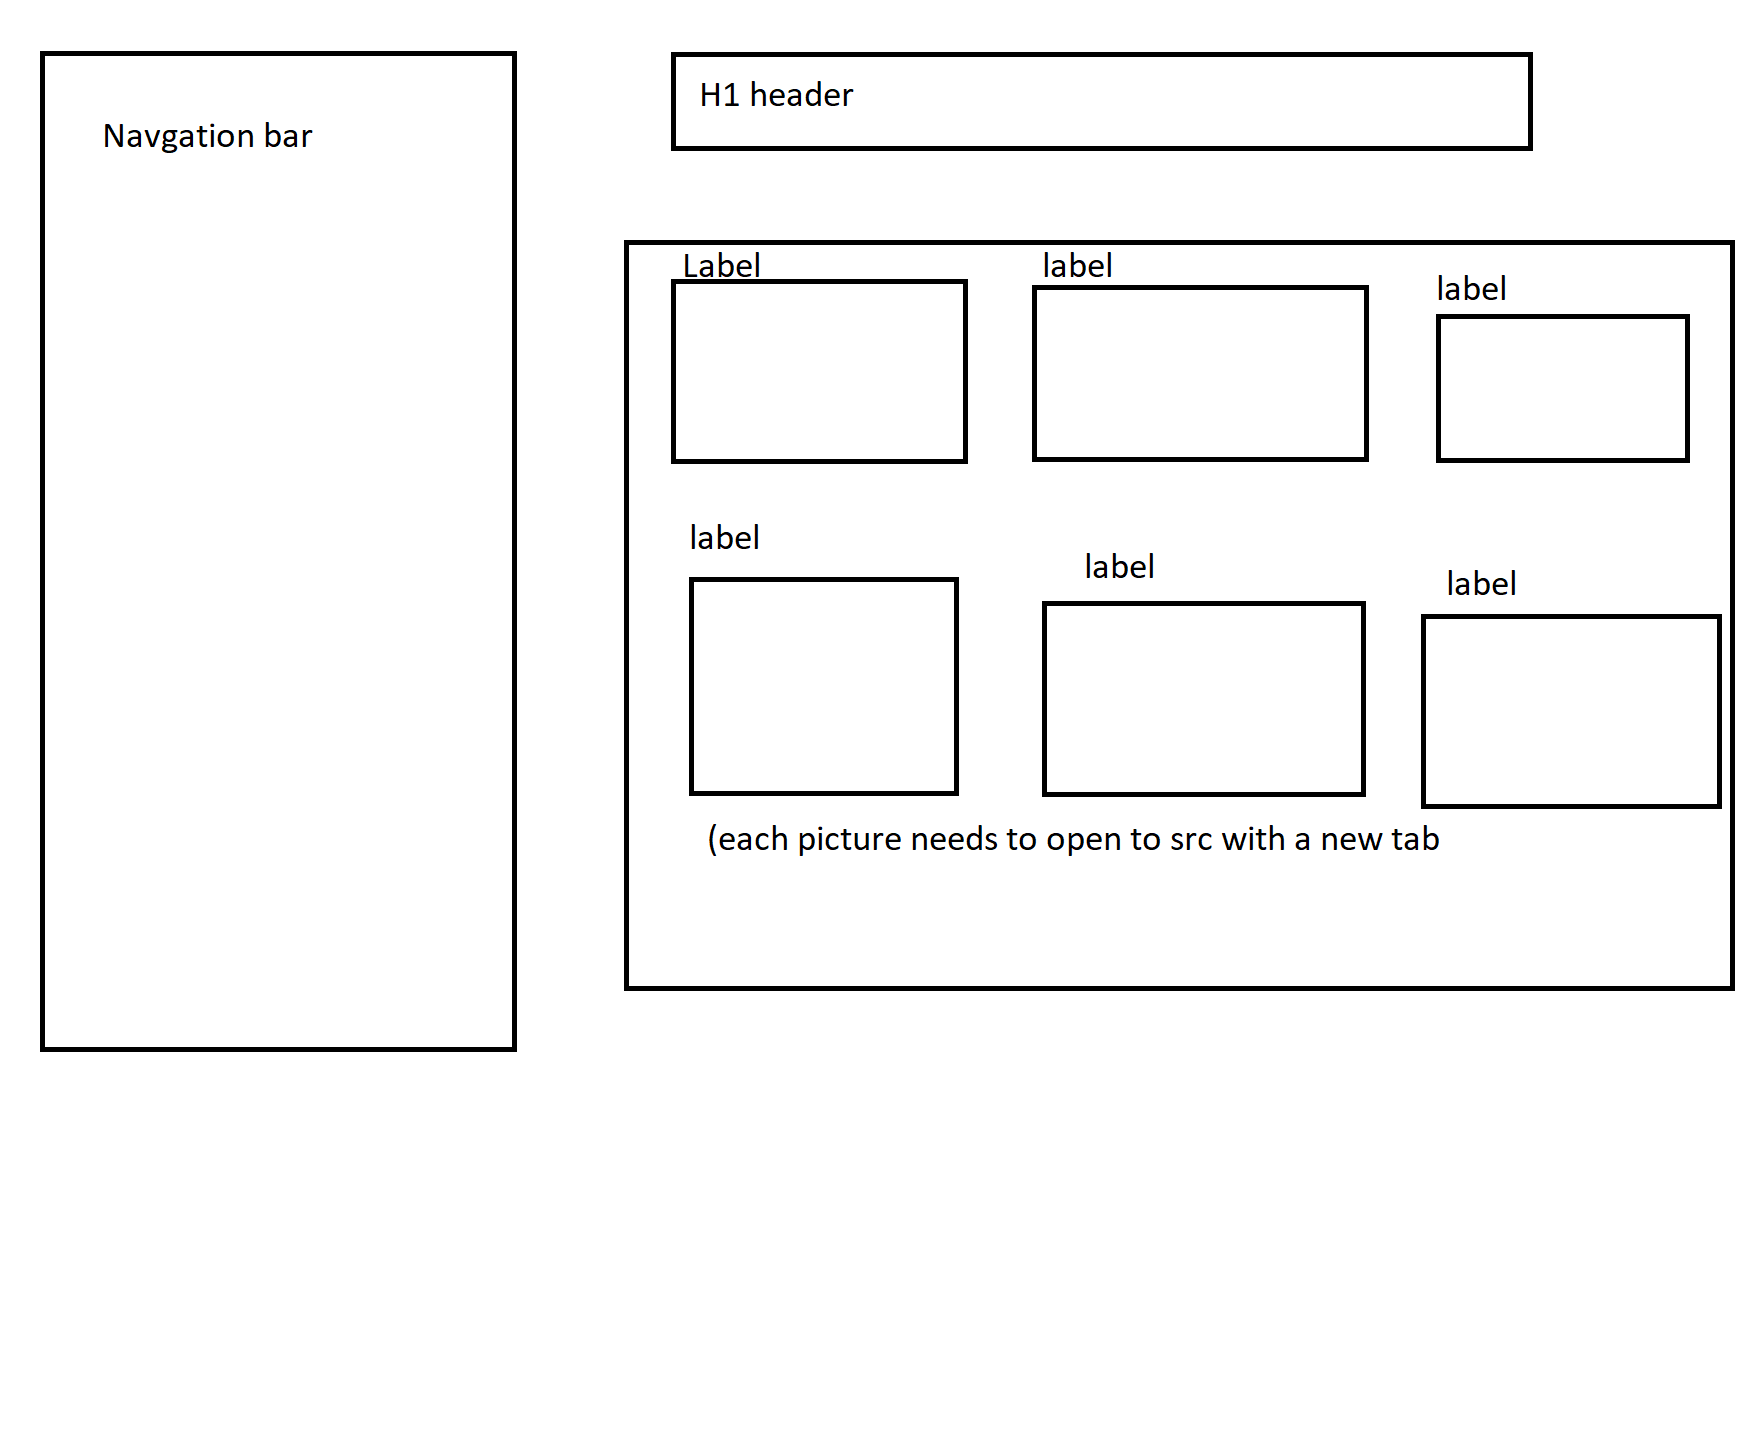 Navgation bar
H1 header
Label
label
label
label
label
label
(each picture needs to open to src with a new tab